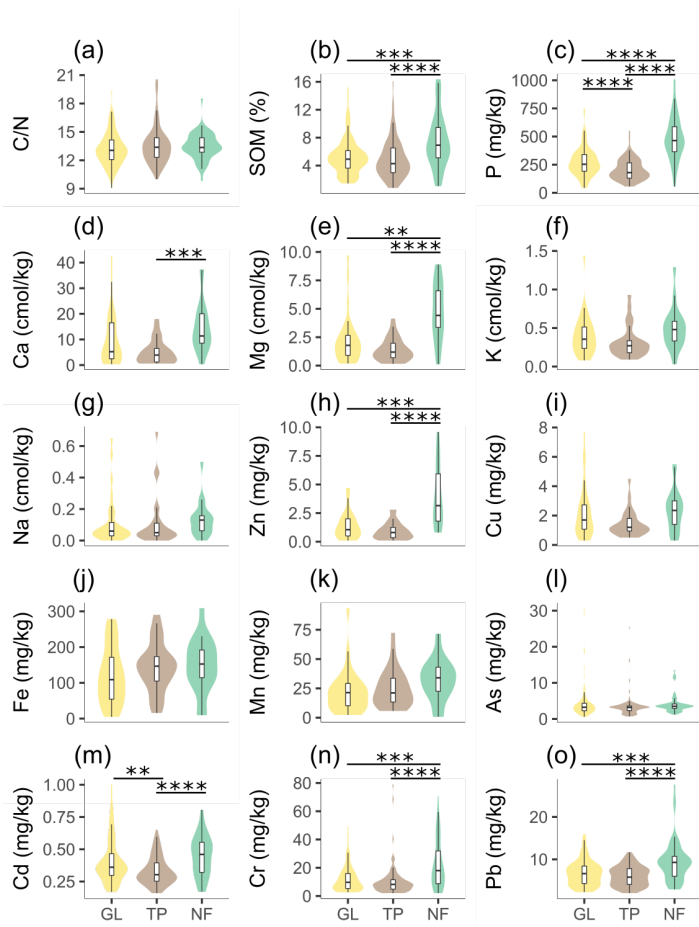 (a)
C/N
21
18
15
12
9
(b)
SOM (%)
16
12
8
4
***
****
(c)
P (mg/kg)
1000
750
500
250
0
****
**** ****
(d)
Ca (cmol/kg)
40
30
20
10
0
***
(e)
Mg (cmol/kg)
10.0
7.5
5.0
2.5
0.0
**
****
(f)
K (cmol/kg)
1.5
1.0
0.5
0.0
(g)
Na (cmol/kg)
0.6
0.4
0.2
0.0
(h)
Zn (mg/kg)
10.0
7.5
5.0
2.5
0.0
***
****
(i)
Cu (mg/kg)
8
6
4
2
0
(j)
Fe (mg/kg)
300
200
100
0
(k)
Mn (mg/kg)
75
50
25
0
(l)
As (mg/kg)
30
20
10
0
(m)
Cd (mg/kg)
1.00
0.75
0.50
0.25
**
****
GL TP NF
(n)
Cr (mg/kg)
80
60
40
20
0
***
****
GL TP NF
(o)
Pb (mg/kg)
20
10
0
***
****
GL TP NF